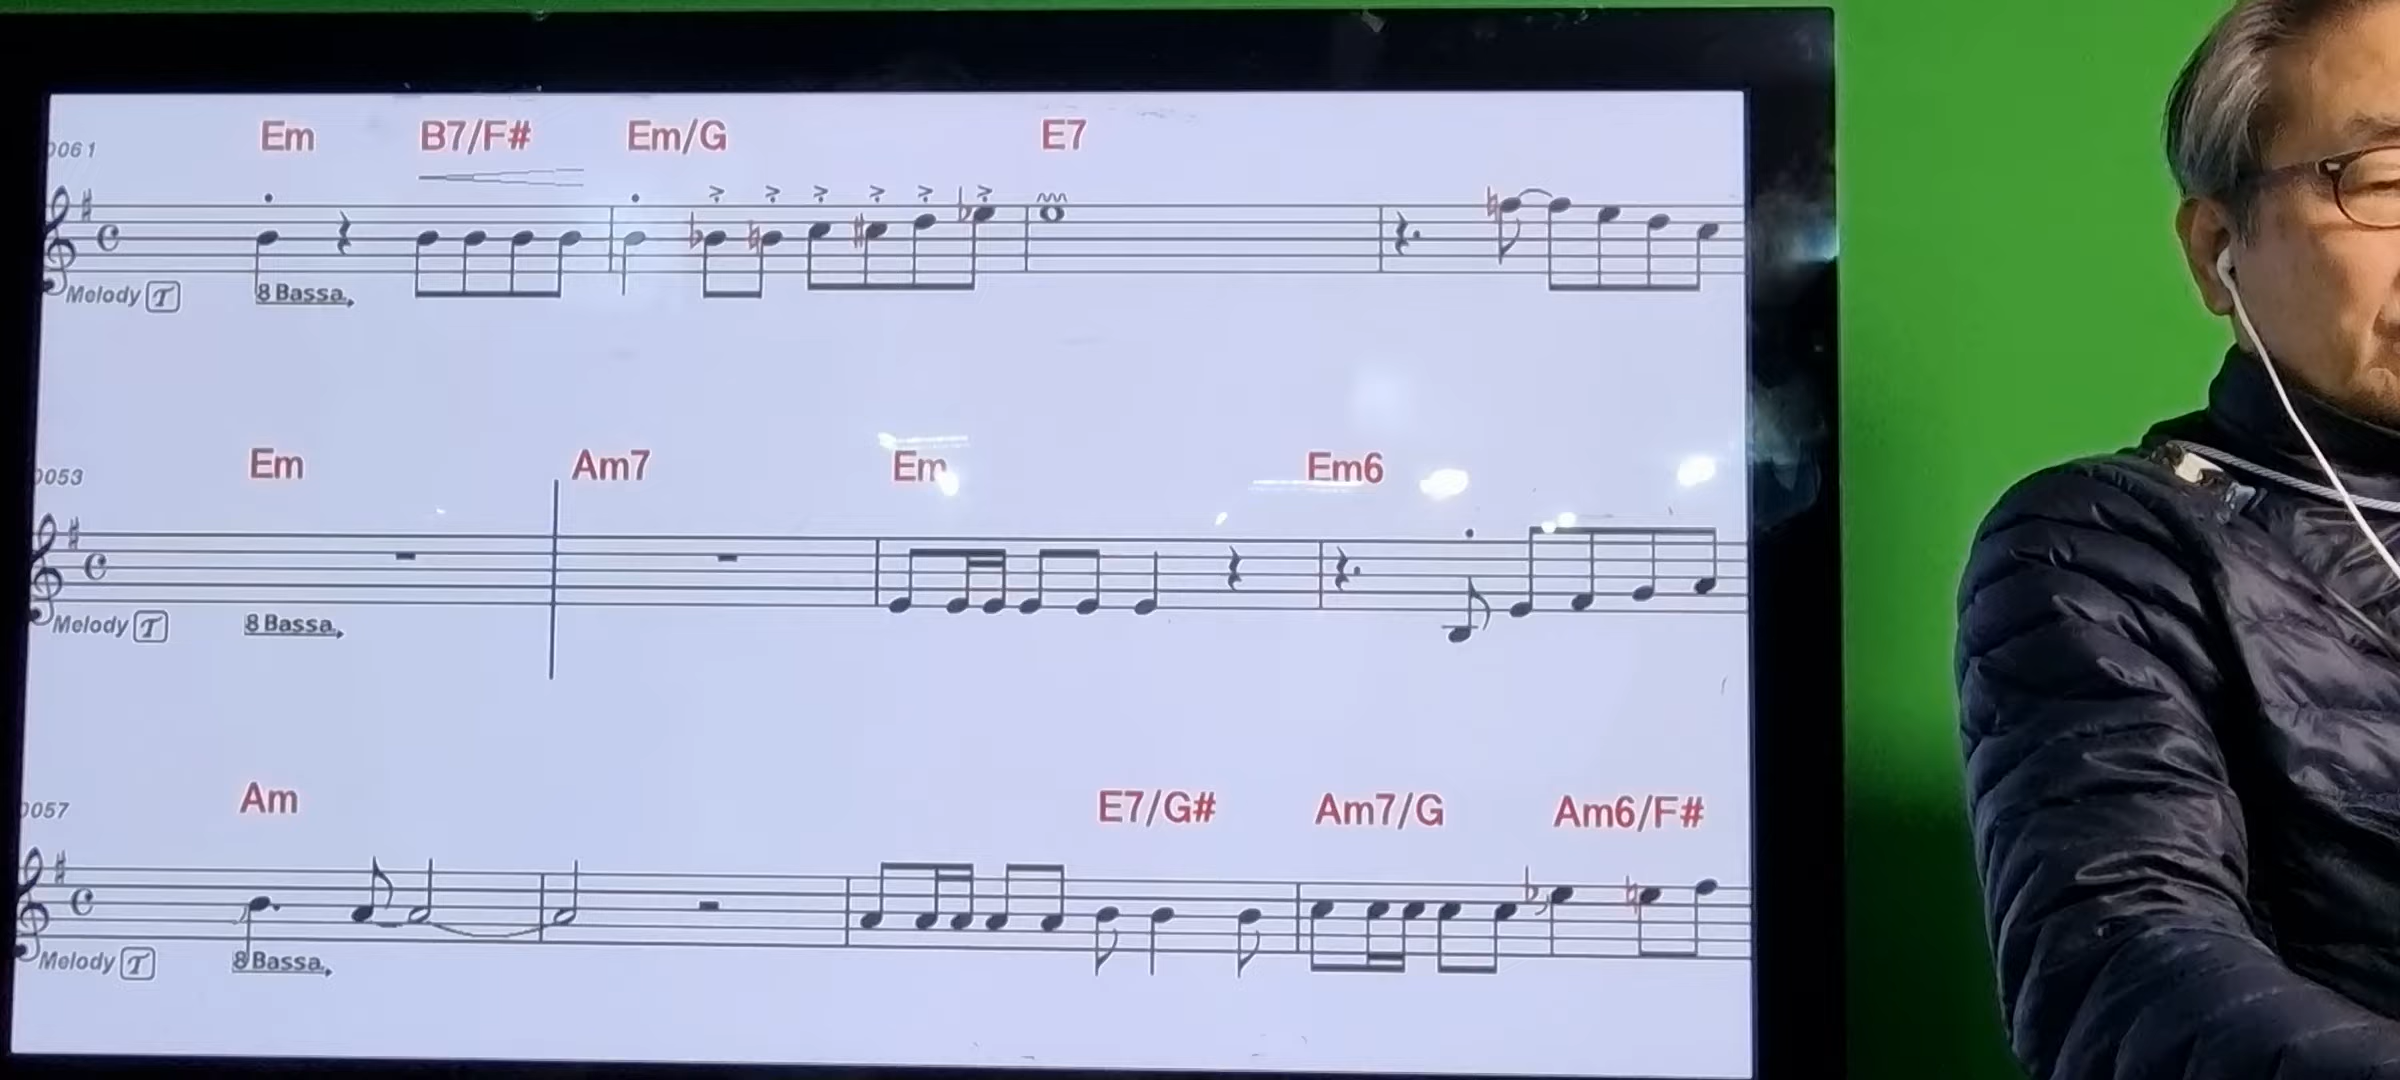 Em B7/F# Em/G E7
0061
Melody T 8 Bassa
Em Am7 Em Em6
0053
Melody T 8 Bassa
Am E7/G# Am7/G Am6/F#
0057
Melody T 8 Bassa